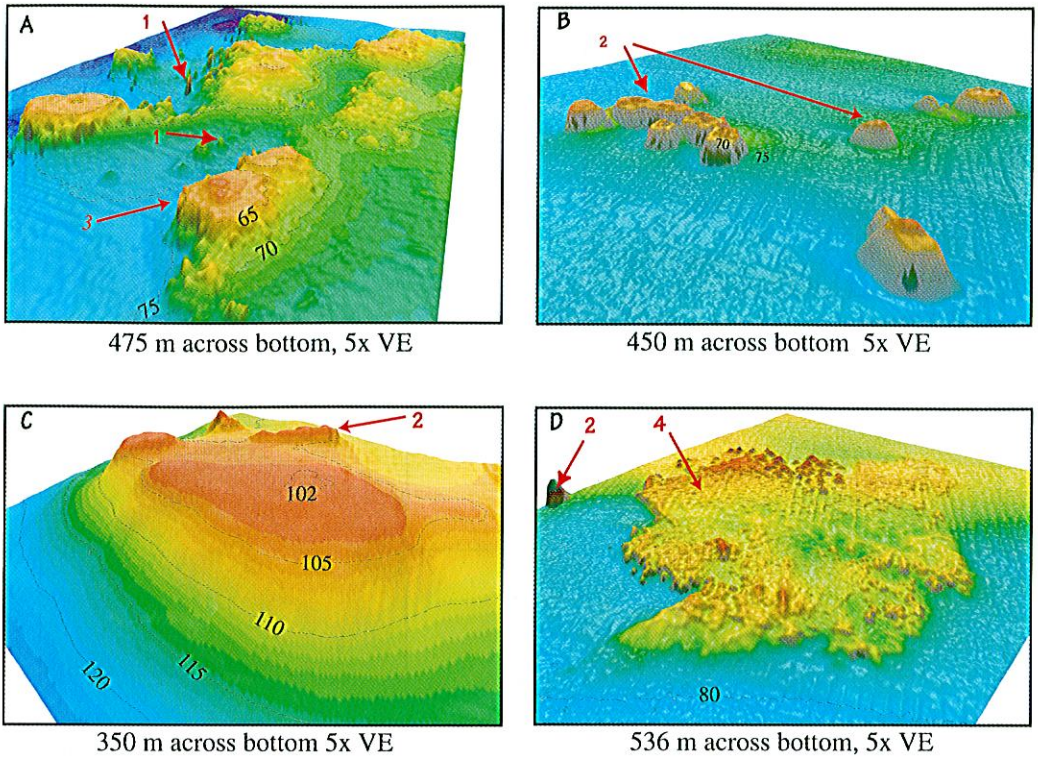 A
1
1
3
65
70
75
475 m across bottom, 5x VE
B
2
70
75
450 m across bottom 5x VE
C
2
102
105
110
115
120
350 m across bottom 5x VE
D
2
4
80
536 m across bottom, 5x VE